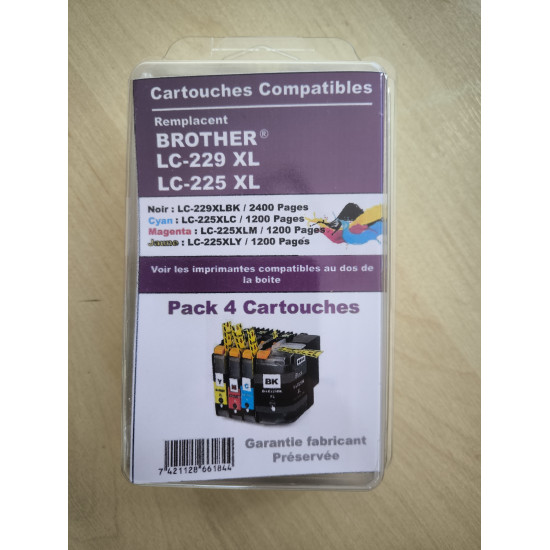 Cartouches Compatibles
Remplacent
BROTHER®
LC-229 XL
LC-225 XL
Noir : LC-229XLBK / 2400 Pages
Cyan : LC-225XLC / 1200 Pages
Magenta : LC-225XLM / 1200 Pages
Jaune : LC-225XLY / 1200 Pages
Voir les imprimantes compatibles au dos de
la boite
Pack 4 Cartouches
Y M C BK
Garantie fabricant
Préservée
7 421128 661844